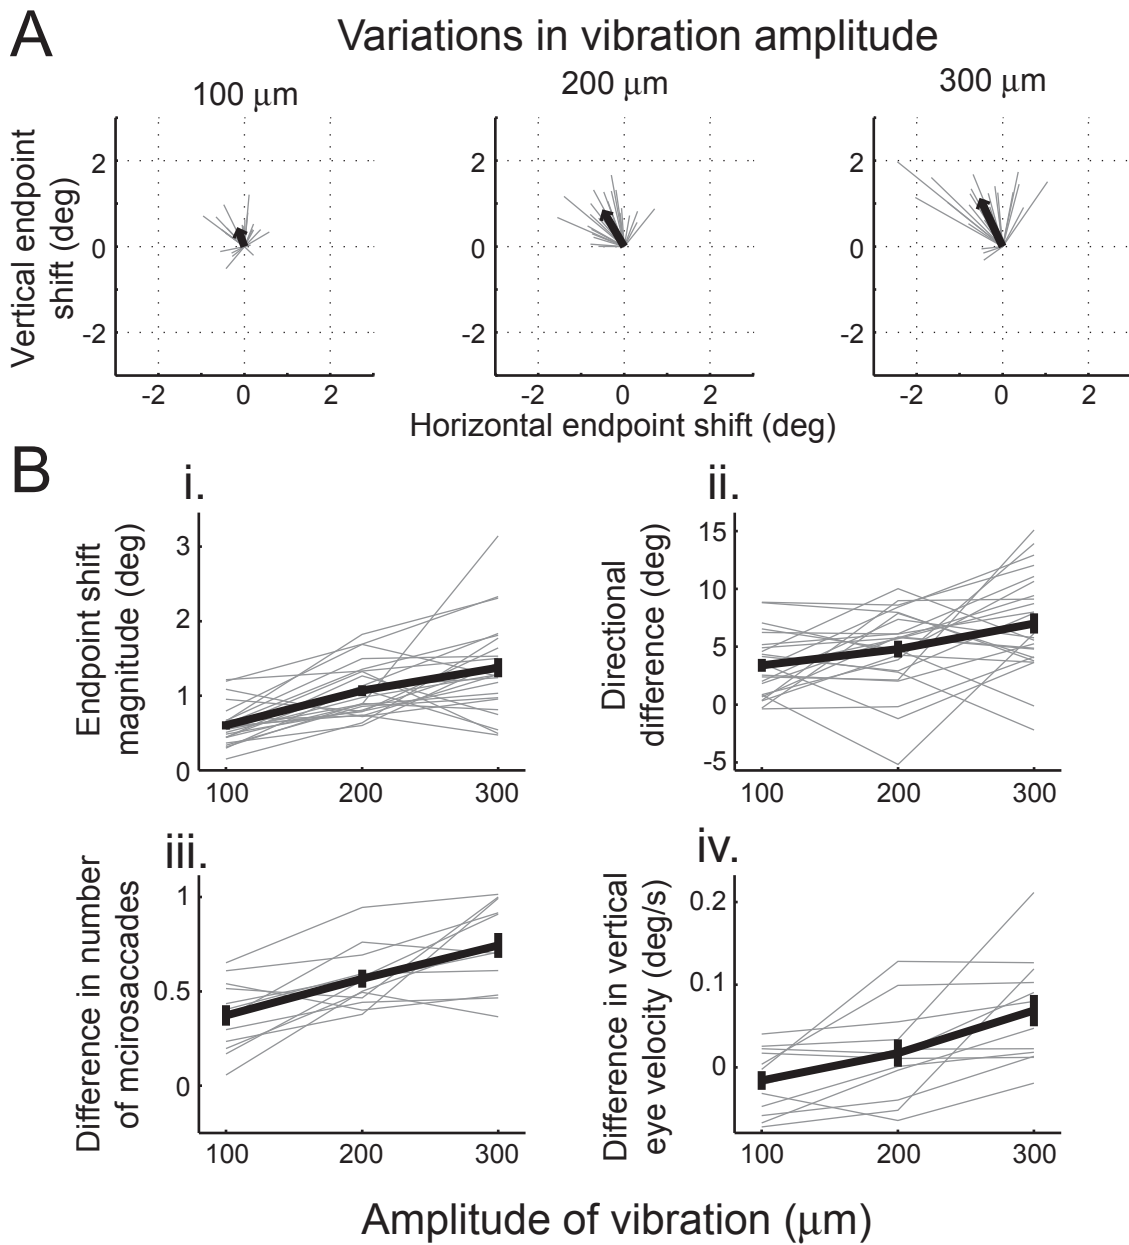 A
Variations in vibration amplitude
100 μm
200 μm
300 μm
Vertical endpoint
shift (deg)
2
0
-2
-2 0 2
2
0
-2
-2 0 2
2
0
-2
-2 0 2
Horizontal endpoint shift (deg)
B
i.
Endpoint shift
magnitude (deg)
3
2
1
0
100 200 300
ii.
Directional
difference (deg)
15
10
5
0
-5
100 200 300
iii.
Difference in number
of mcirosaccades
1
0.5
0
100 200 300
iv.
Difference in vertical
eye velocity (deg/s)
0.2
0.1
0
100 200 300
Amplitude of vibration (μm)